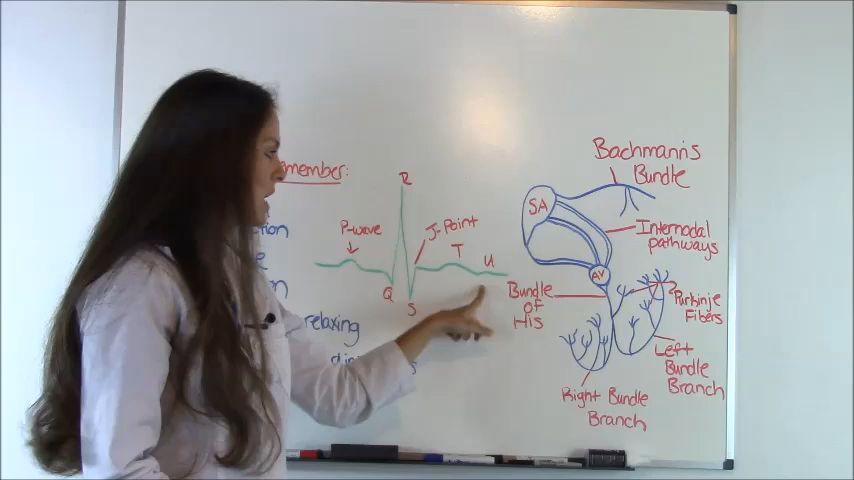 Remember:
P-wave
R
J-Point
T
U
Q
S
relaxing
SA
AV
Bachmann's
Bundle
Internodal
pathways
Bundle
of
His
Purkinje
Fibers
Left
Bundle
Branch
Right Bundle
Branch